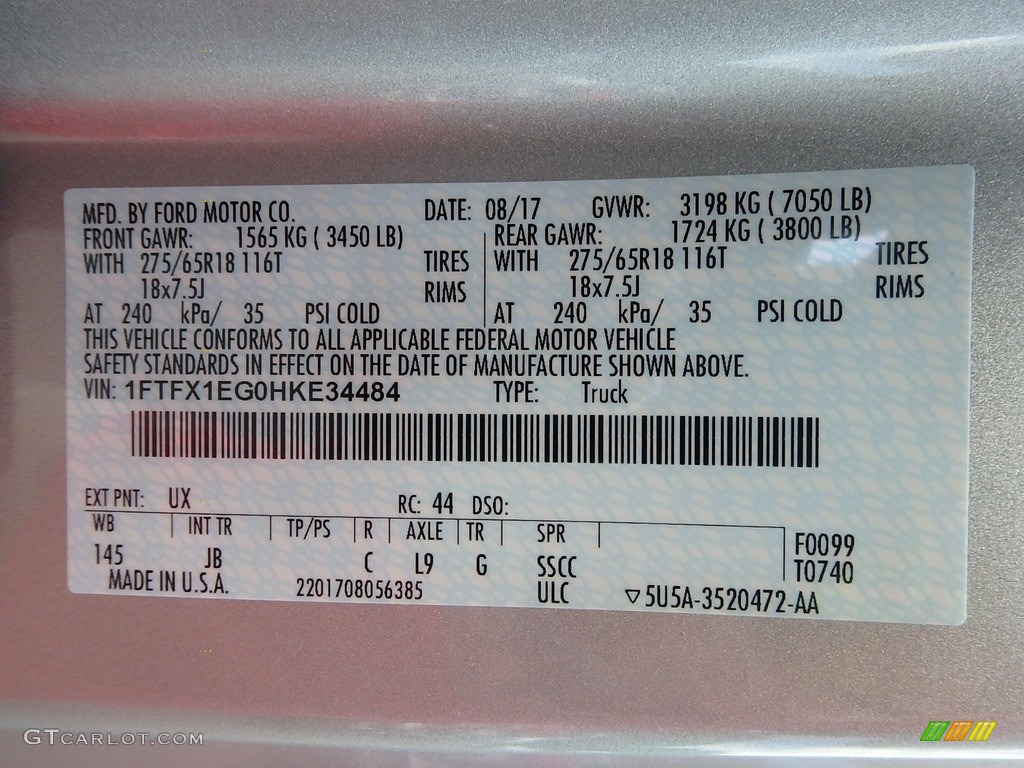 MFD. BY FORD MOTOR CO. DATE: 08/17 GVWR: 3198 KG ( 7050 LB)
FRONT GAWR: 1565 KG ( 3450 LB) REAR GAWR: 1724 KG ( 3800 LB)
WITH 275/65R18 116T TIRES WITH 275/65R18 116T TIRES
18x7.5J RIMS 18x7.5J RIMS
AT 240 kPa/ 35 PSI COLD AT 240 kPa/ 35 PSI COLD
THIS VEHICLE CONFORMS TO ALL APPLICABLE FEDERAL MOTOR VEHICLE
SAFETY STANDARDS IN EFFECT ON THE DATE OF MANUFACTURE SHOWN ABOVE.
VIN: 1FTFX1EG0HKE34484 TYPE: Truck
EXT PNT: UX RC: 44 DSO:
WB INT TR TP/PS R AXLE TR SPR F0099
145 JB C L9 G SSCC T0740
MADE IN U.S.A. 2201708056385 ULC ▽5U5A-3520472-AA
GTCARLOT.COM